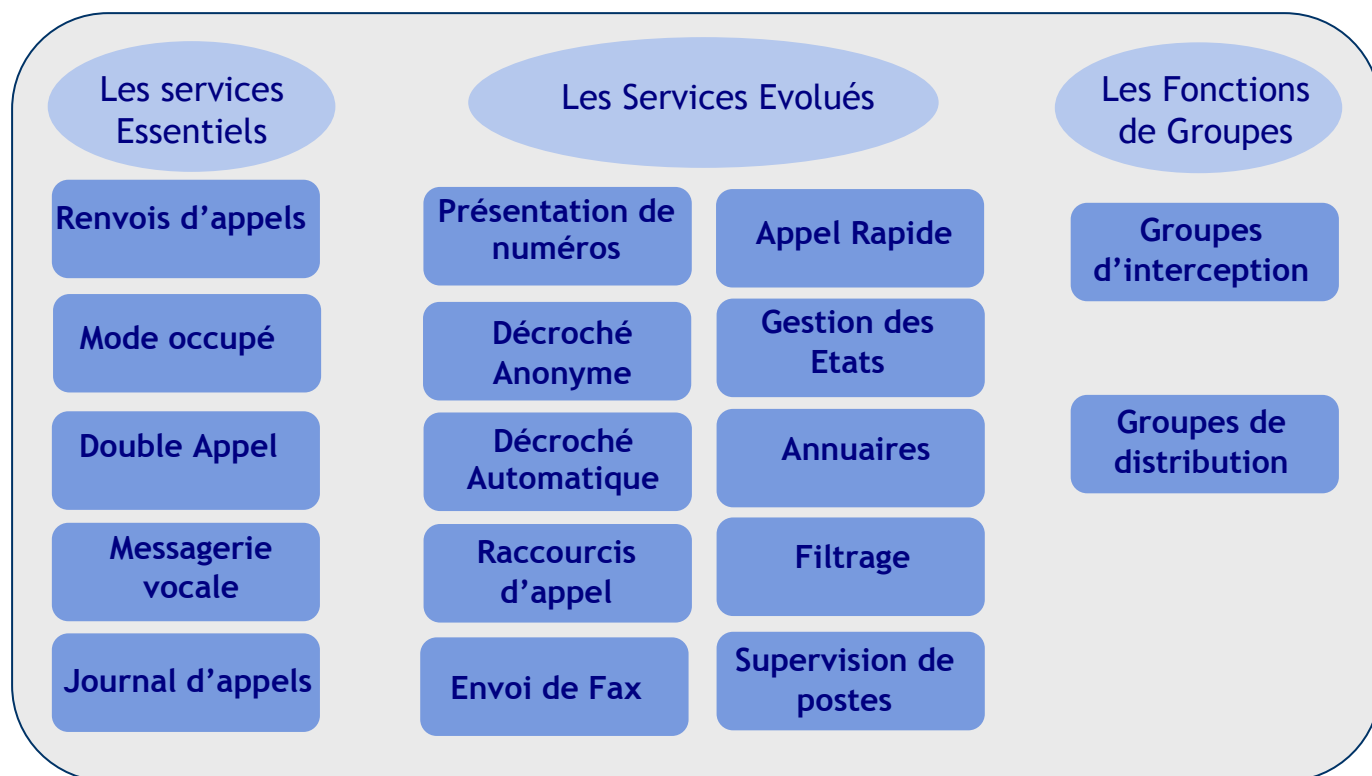 Les services
Essentiels
Renvois d’appels
Mode occupé
Double Appel
Messagerie
vocale
Journal d’appels
Les Services Evolués
Présentation de
numéros
Décroché
Anonyme
Décroché
Automatique
Raccourcis
d’appel
Envoi de Fax
Appel Rapide
Gestion des
Etats
Annuaires
Filtrage
Supervision de
postes
Les Fonctions
de Groupes
Groupes
d’interception
Groupes de
distribution